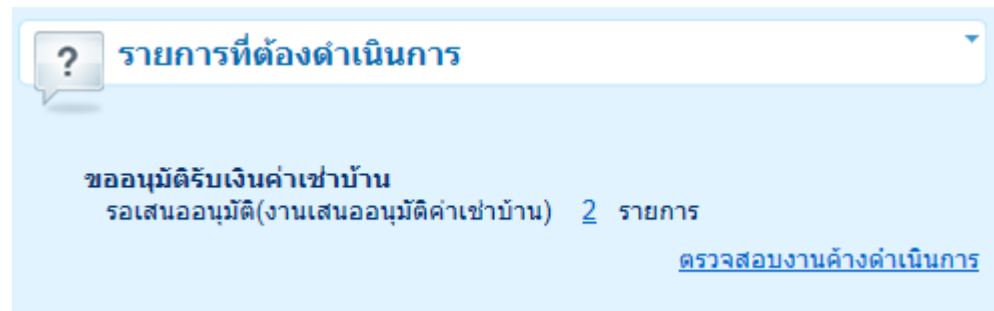 ?
รายการที่ต้องดำเนินการ
ขออนุมัติรับเงินค่าเช่าบ้าน
รอเสนออนุมัติ(งานเสนออนุมัติค่าเช่าบ้าน) 2 รายการ
ตรวจสอบงานค้างดำเนินการ